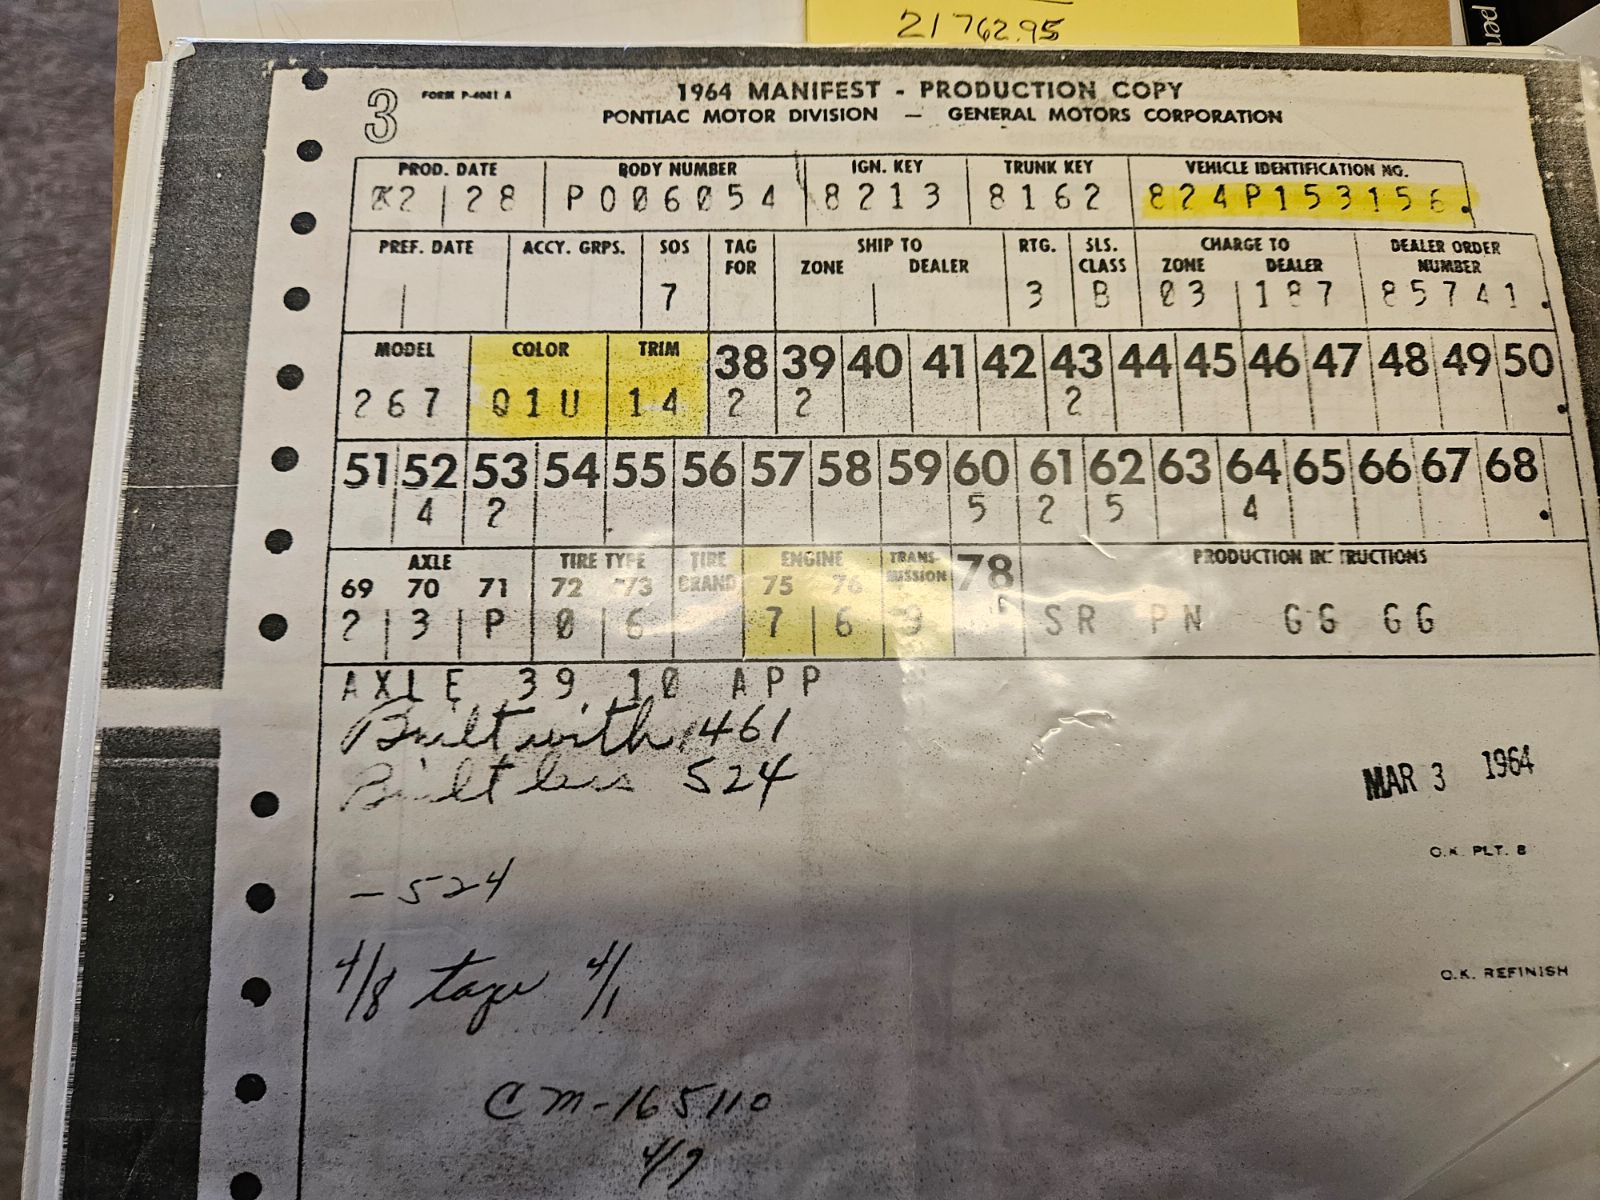 21762.95
pen
3 FORM P-4081 A 1964 MANIFEST - PRODUCTION COPY
PONTIAC MOTOR DIVISION — GENERAL MOTORS CORPORATION
PROD. DATE BODY NUMBER IGN. KEY TRUNK KEY VEHICLE IDENTIFICATION NO.
02 28 P006054 8213 8162 824P153156.
PREF. DATE ACCY. GRPS. SOS TAG FOR SHIP TO RTG. SLS. CLASS CHARGE TO DEALER ORDER NUMBER
ZONE DEALER ZONE DEALER
7 3 B 03 187 85741.
MODEL COLOR TRIM 38 39 40 41 42 43 44 45 46 47 48 49 50
267 Q1U 14 2 2 2
51 52 53 54 55 56 57 58 59 60 61 62 63 64 65 66 67 68
4 2 5 2 5 4
AXLE TIRE TYPE TIRE BRAND ENGINE TRANSMISSION 78 PRODUCTION INSTRUCTIONS
69 70 71 72 73 75 76
2 3 P 06 7 6 9 SR PN GG GG
AXLE 39 10 APP
Built with 461
Built less 524
MAR 3 1964
O.K. PLT. 8
-524
4/8 tage 4/1
O.K. REFINISH
CM-165110
4/9